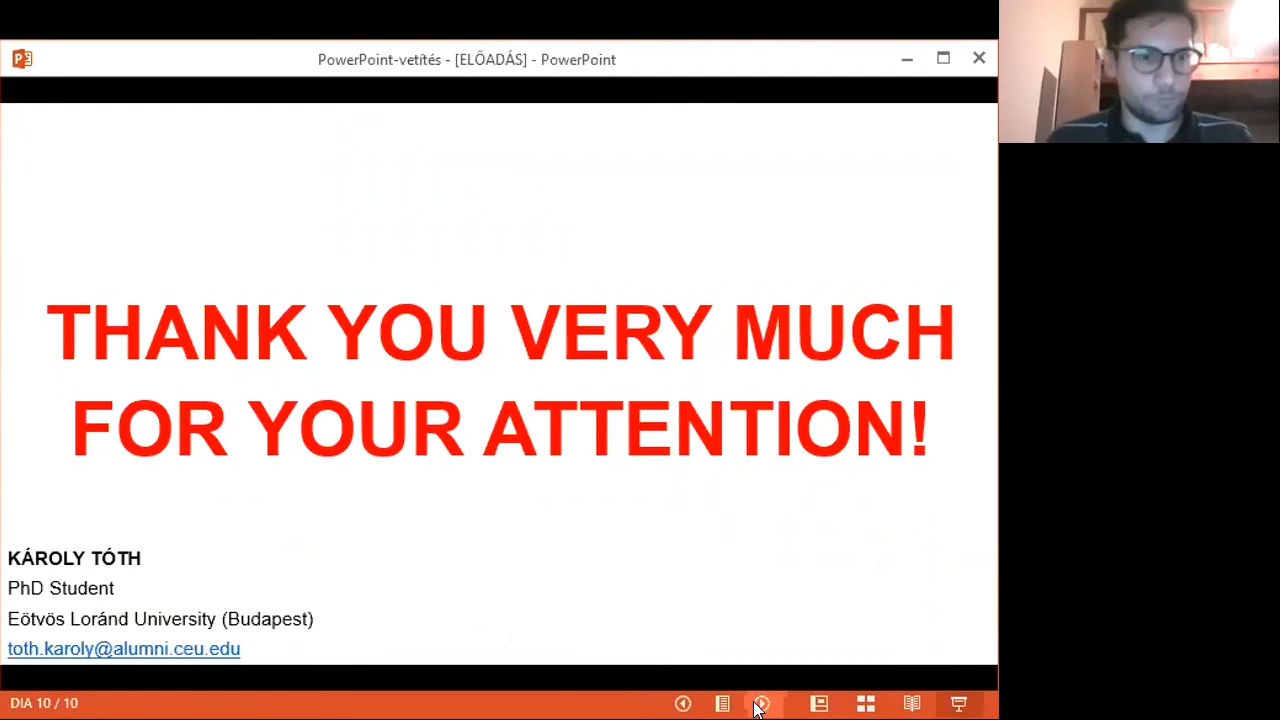 PowerPoint-vetítés - [ELŐADÁS] - PowerPoint
THANK YOU VERY MUCH
FOR YOUR ATTENTION!
KÁROLY TÓTH
PhD Student
Eötvös Loránd University (Budapest)
toth.karoly@alumni.ceu.edu
DIA 10 / 10